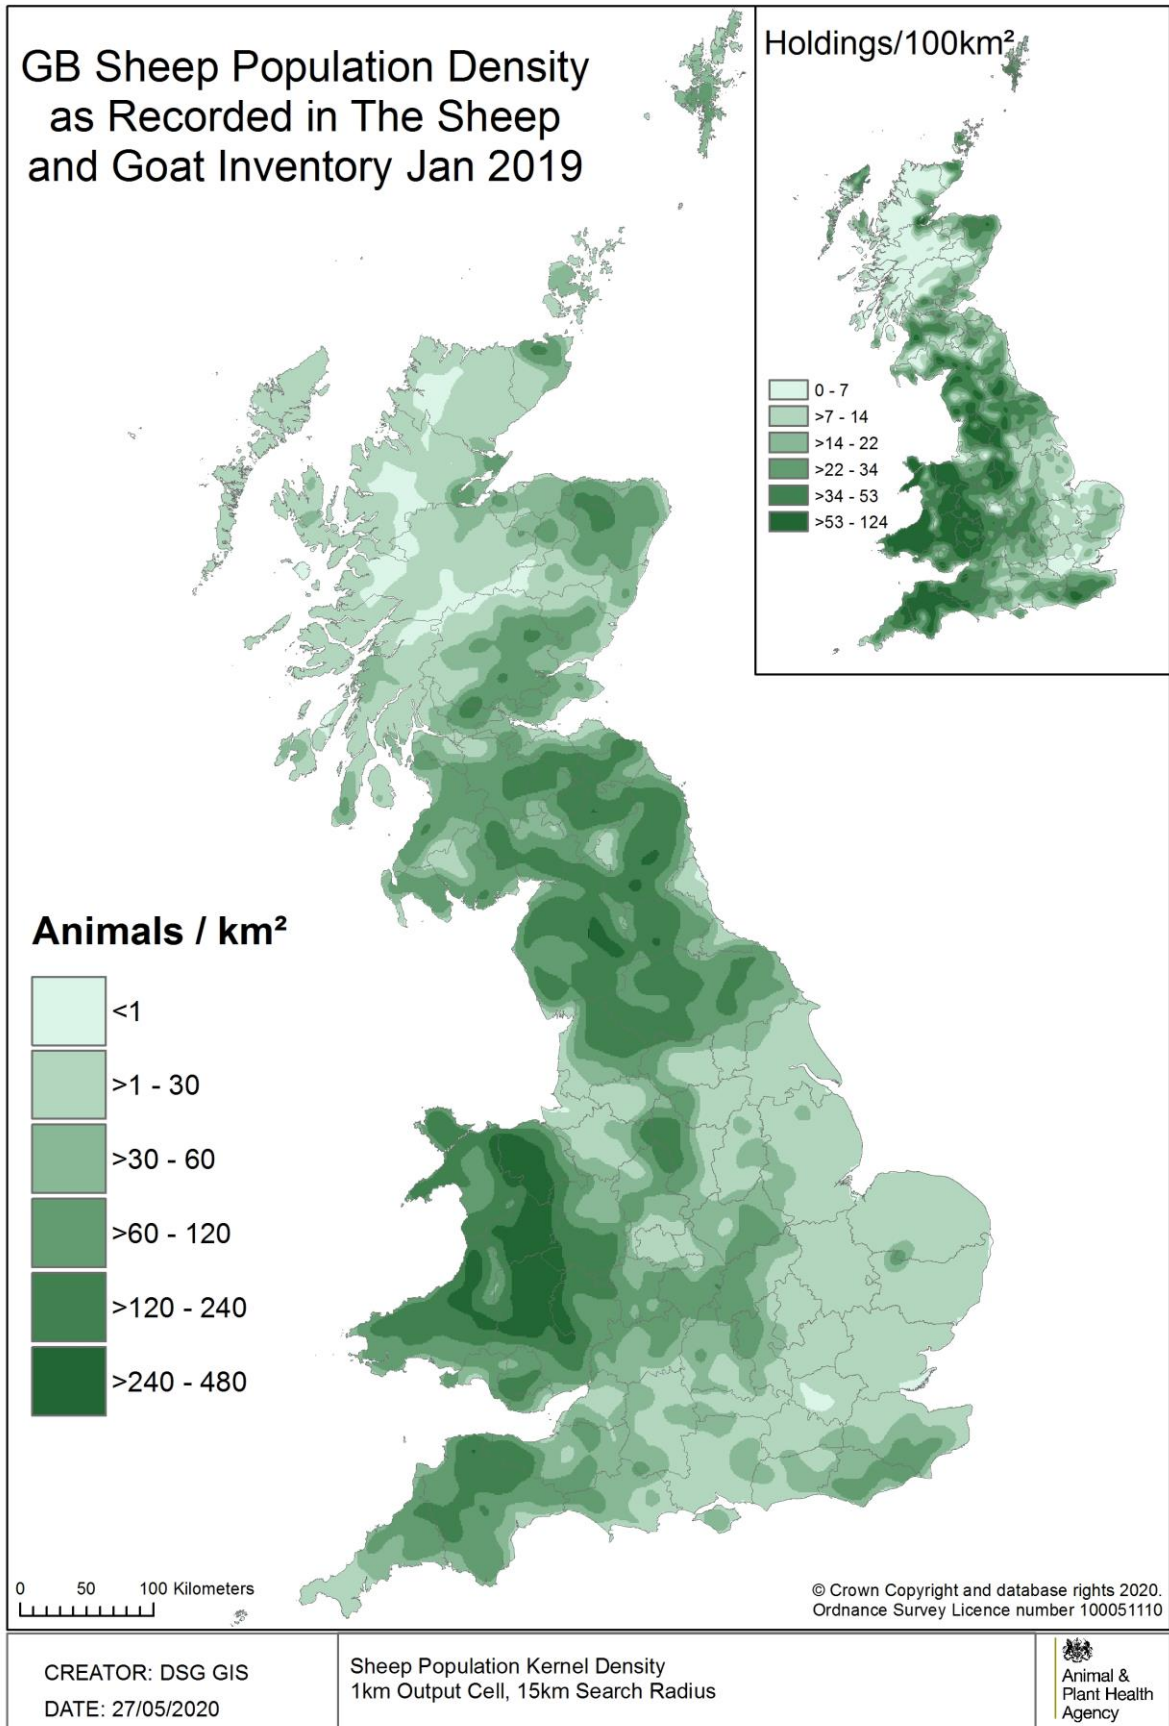 GB Sheep Population Density
as Recorded in The Sheep
and Goat Inventory Jan 2019
Holdings/100km²
0 - 7
>7 - 14
>14 - 22
>22 - 34
>34 - 53
>53 - 124
Animals / km²
<1
>1 - 30
>30 - 60
>60 - 120
>120 - 240
>240 - 480
0 50 100 Kilometers
© Crown Copyright and database rights 2020.
Ordnance Survey Licence number 100051110
CREATOR: DSG GIS
DATE: 27/05/2020
Sheep Population Kernel Density
1km Output Cell, 15km Search Radius
Animal &
Plant Health
Agency